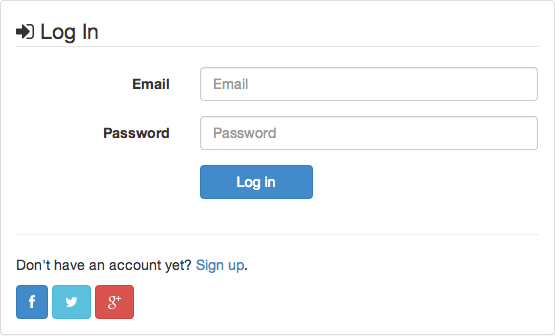 Log In
Email Email
Password Password
Log in
Don't have an account yet? Sign up.
f g+